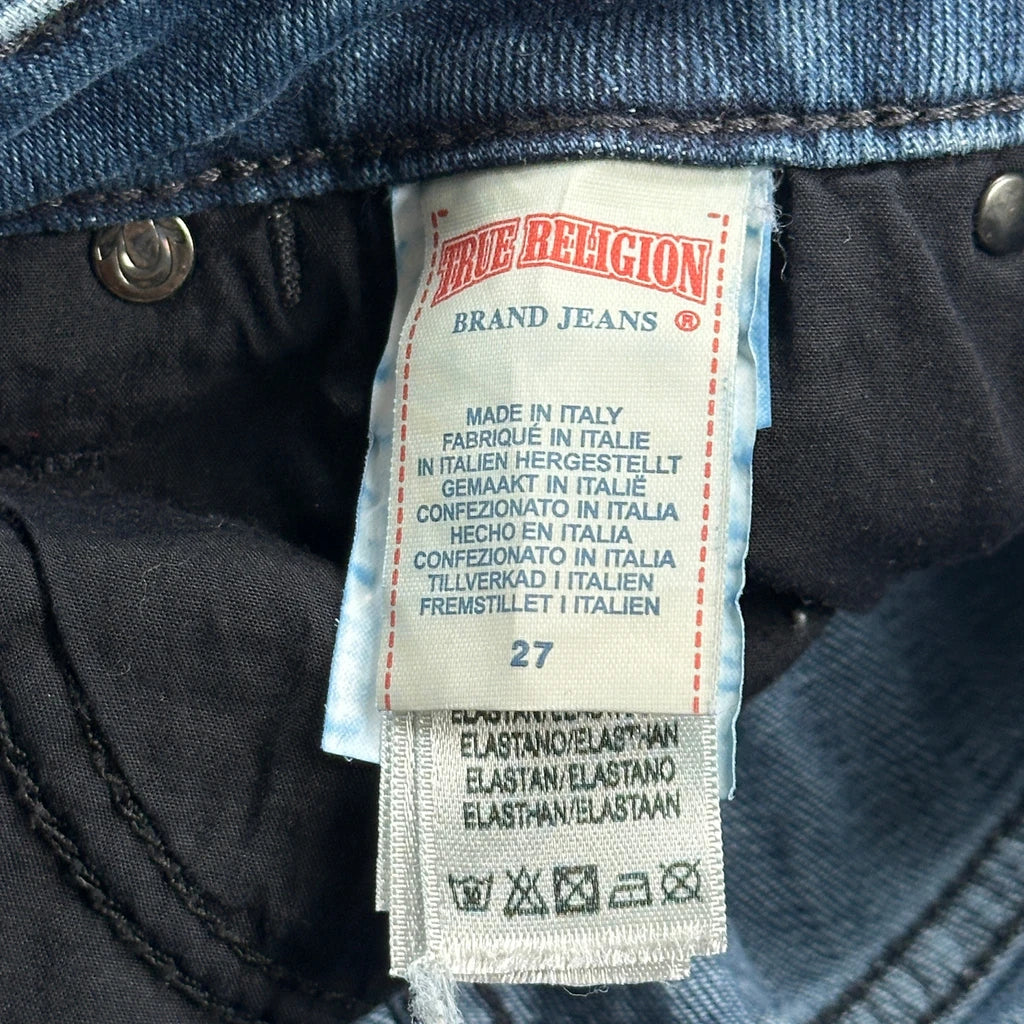 TRUE RELIGION
BRAND JEANS ®
MADE IN ITALY
FABRIQUÉ IN ITALIE
IN ITALIEN HERGESTELLT
GEMAAKT IN ITALIË
CONFEZIONATO IN ITALIA
HECHO EN ITALIA
CONFEZIONATO IN ITALIA
TILLVERKAD I ITALIEN
FREMSTILLET I ITALIEN
27
ELASTANO/ELASTHAN
ELASTAN/ELASTANO
ELASTHAN/ELASTAAN